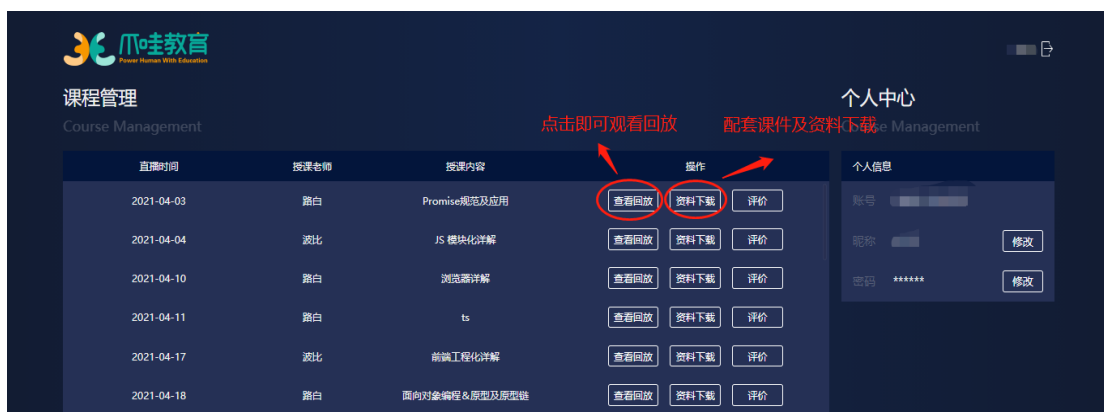 爪哇教育
Power Human With Education
课程管理
Course Management
点击即可观看回放
配套课件及资料下载
个人中心
Course Management
直播时间 授课老师 授课内容 操作
2021-04-03 路白 Promise规范及应用 查看回放 资料下载 评价
2021-04-04 波比 JS 模块化详解 查看回放 资料下载 评价
2021-04-10 路白 浏览器详解 查看回放 资料下载 评价
2021-04-11 路白 ts 查看回放 资料下载 评价
2021-04-17 波比 前端工程化详解 查看回放 资料下载 评价
2021-04-18 路白 面向对象编程&原型及原型链 查看回放 资料下载 评价
个人信息
账号
昵称 修改
密码 ****** 修改